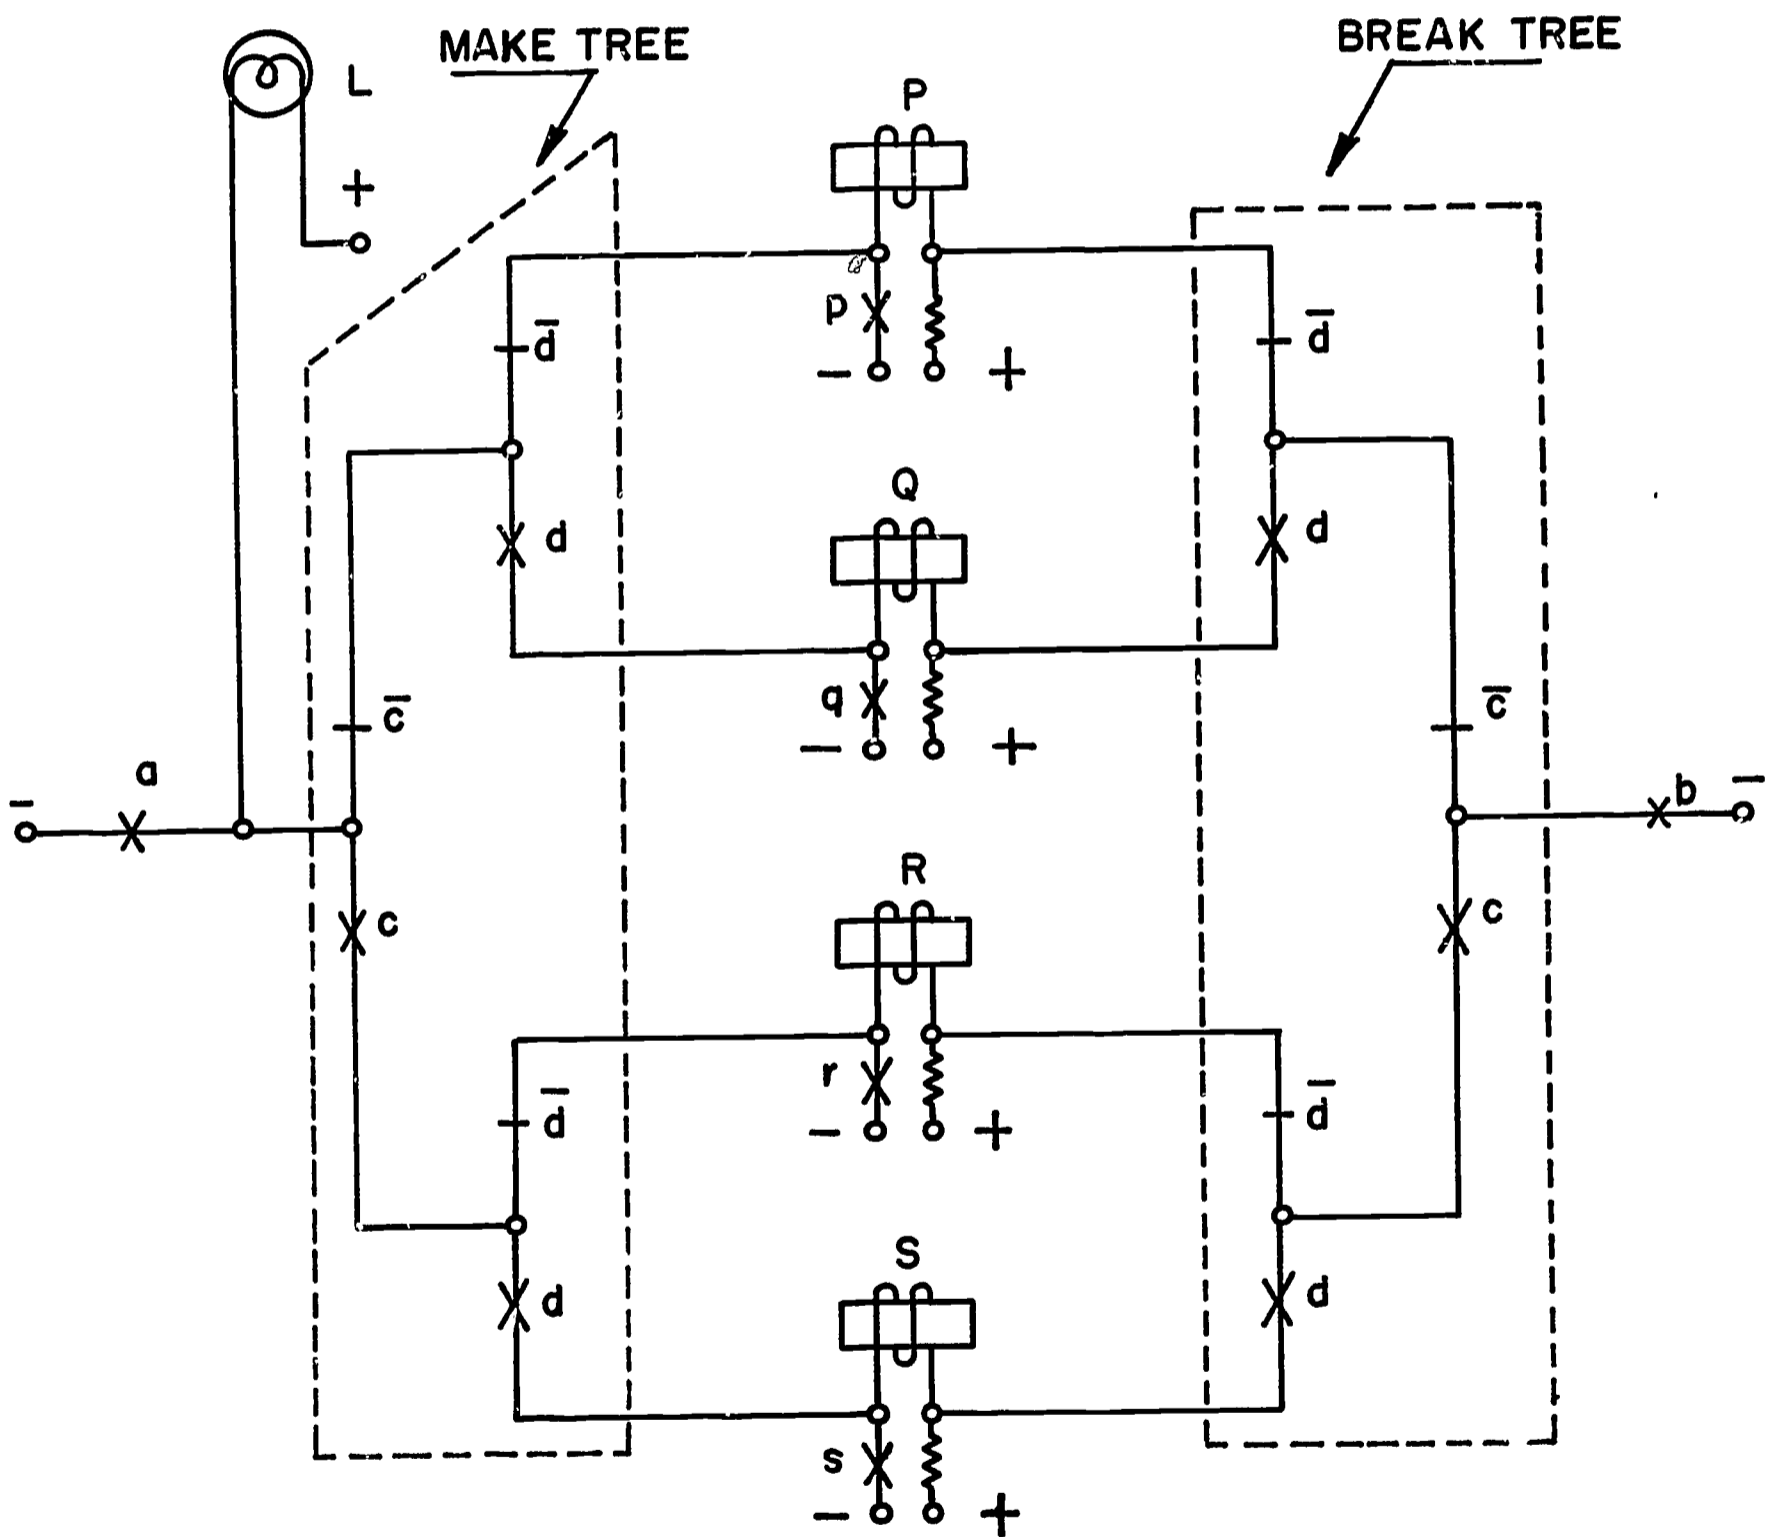 MAKE TREE
BREAK TREE
L
P
+
p
d̅
d̅
− +
Q
d
d
q
c̅
c̅
− +
a
b
−
−
R
c
c
r
d̅
d̅
− +
S
d
d
s
− +